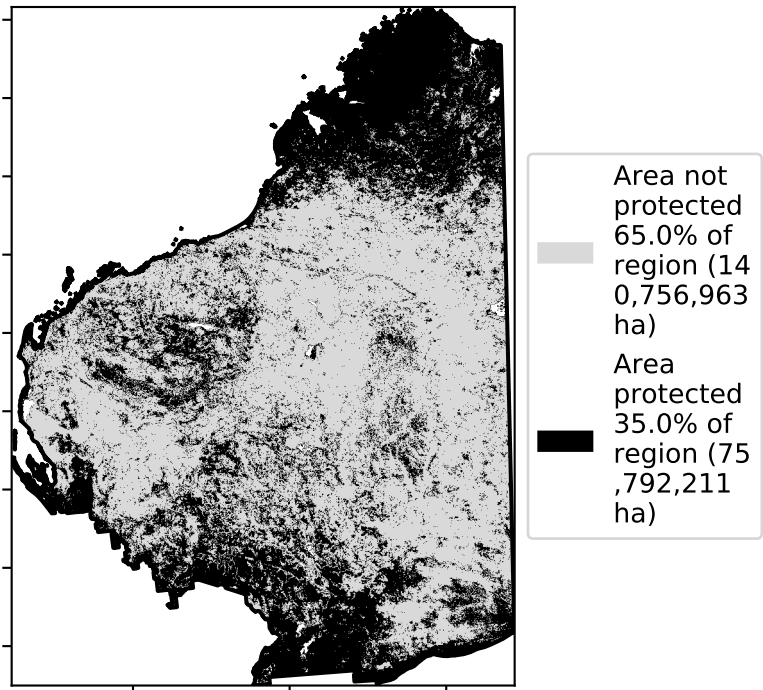 Area not
protected
65.0% of
region (14
0,756,963
ha)
Area
protected
35.0% of
region (75
,792,211
ha)